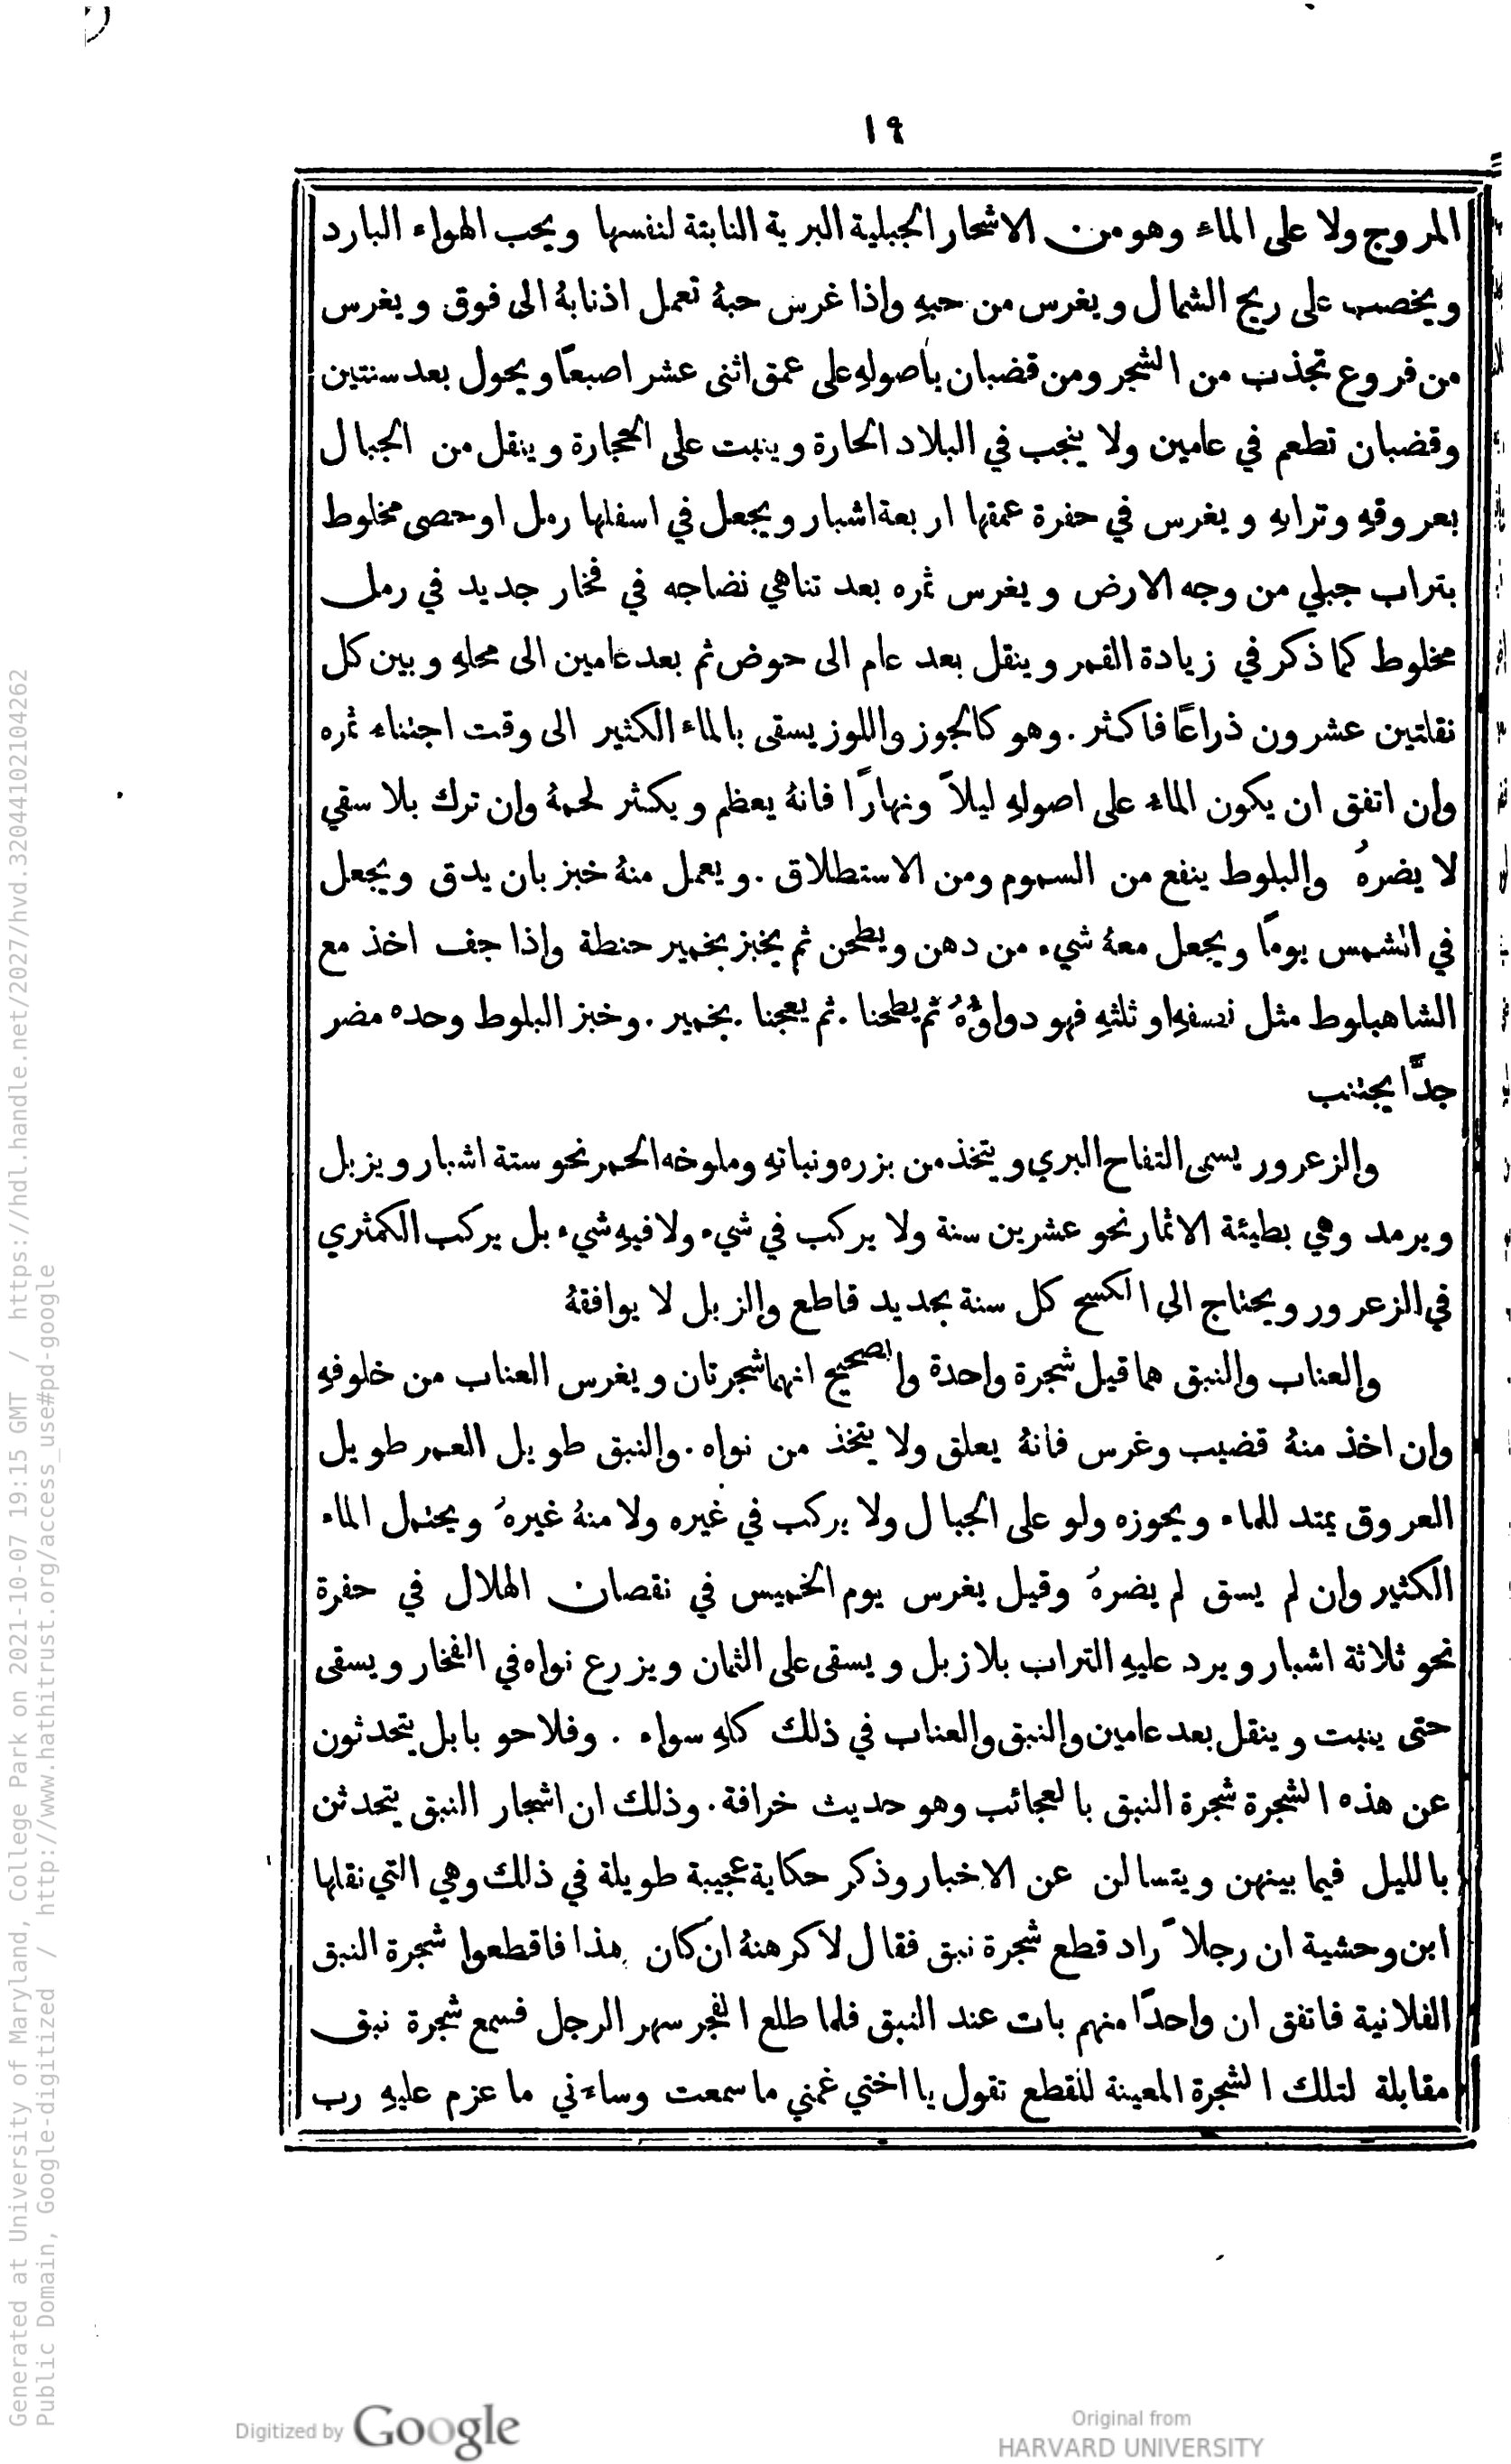 ١٩
المروج ولا على الماء وهو من الاشجار الجبلية البرية النابتة لنفسها ويحب الهواء البارد
ويخصب على ريح الشمال ويغرس من حبهِ واذا غرس حبهُ تعمل اذنابهُ الى فوق ويغرس
من فروع تجذب من الشجر ومن قضبان باصولهِ على عمق اثنى عشر اصبعًا ويحول بعد سنتين
وقضبان تطعم في عامين ولا ينجب في البلاد الحارة وينبت على الحجارة وينقل من الجبال
بعروقهِ وترابهِ ويغرس في حفرة عمقها اربعة اشبار ويجعل في اسفلها رمل او حصى مخلوط
بتراب جبلي من وجه الارض ويغرس ثمره بعد تناهي نضاجه في فخار جديد في رمل
مخلوط كما ذكر في زيادة القمر وينقل بعد عام الى حوض ثم بعد عامين الى محلهِ وبين كل
نقلتين عشرون ذراعًا فاكثر . وهو كالجوز واللوز يسقى بالماء الكثير الى وقت اجتناء ثمره
وان اتفق ان يكون الماء على اصولهِ ليلاً ونهارًا فانهُ يعظم ويكثر لحمهُ وان ترك بلا سقي
لا يضرهُ والبلوط ينفع من السموم ومن الاستطلاق . ويعمل منهُ خبز بان يدق ويجعل
في الشمس يومًا ويجعل معهُ شيء من دهن ويطحن ثم يخبز بخمير حنطة واذا جف اخذ مع
الشاهبلوط مثل نصفهِ او ثلثهِ فهو دواؤهُ ثم يطحنا . ثم يعجنا . بخمير . وخبز البلوط وحده مضر
جدًّا يجتنب
والزعرور يسمى التفاح البري ويتخذ من بزره ونباتهِ وملوخه الحمر نحو ستة اشبار ويزبل
ويرمد وهي بطيئة الاثمار نحو عشرين سنة ولا يركب في شيء ولا فيهِ شيء بل يركب الكمثري
في الزعرور ويحتاج الى الكسح كل سنة بحديد قاطع والزبل لا يوافقهُ
والعناب والنبق هما قيل شجرة واحدة والصحيح انهما شجرتان ويغرس العناب من خلوفهِ
وان اخذ منهُ قضيب وغرس فانهُ يعلق ولا يتخذ من نواه . والنبق طويل العمر طويل
العروق يمتد للماء ويحوزه ولو على الجبال ولا يركب في غيره ولا منهُ غيرهُ ويحتمل الماء
الكثير وان لم يسق لم يضرهُ وقيل يغرس يوم الخميس في نقصان الهلال في حفرة
نحو ثلاثة اشبار ويرد عليهِ التراب بلا زبل ويسقى على الثمان ويزرع نواه في الفخار ويسقى
حتى ينبت وينقل بعد عامين والنبق والعناب في ذلك كلهِ سواء . وفلاحو بابل يتحدثون
عن هذه الشجرة شجرة النبق بالعجائب وهو حديث خرافة . وذلك ان اشجار النبق يتحدثن
بالليل فيما بينهن ويتسالن عن الاخبار وذكر حكاية عجيبة طويلة في ذلك وهي التي نقلها
ابن وحشية ان رجلاً راد قطع شجرة نبق فقال لاكرهنهُ ان كان هذا فاقطعوا شجرة النبق
الفلانية فاتفق ان واحدًا منهم بات عند النبق فلما طلع الفجر سهر الرجل فسمع شجرة نبق
مقابلة لتلك الشجرة المعينة للقطع تقول يا اختي غمني ما سمعت وساءني ما عزم عليهِ رب
Generated at University of Maryland, College Park on 2021-10-07 19:15 GMT / https://hdl.handle.net/2027/hvd.32044102104262
Public Domain, Google-digitized / http://www.hathitrust.org/access_use#pd-google
Digitized by Google
Original from
HARVARD UNIVERSITY